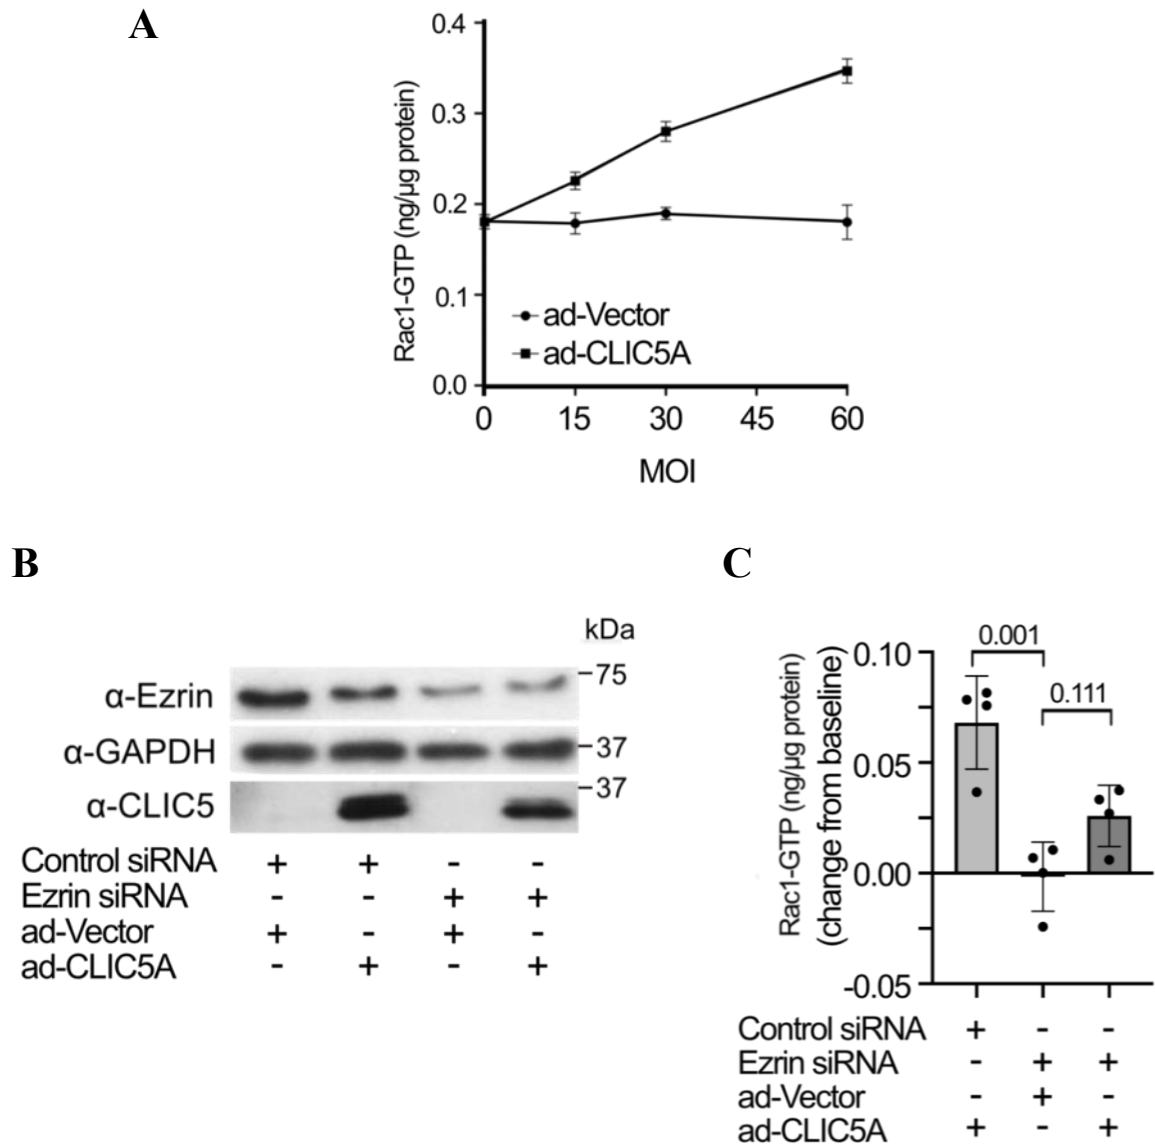 A
Rac1-GTP (ng/µg protein)
0.4
0.3
0.2
0.1
0.0
ad-Vector
ad-CLIC5A
0 15 30 45 60
MOI
B
kDa
α-Ezrin 75
α-GAPDH 37
α-CLIC5 37
Control siRNA + + - -
Ezrin siRNA - - + +
ad-Vector + - + -
ad-CLIC5A - + - +
C
Rac1-GTP (ng/µg protein)
(change from baseline)
0.001
0.111
0.10
0.05
0.00
-0.05
Control siRNA + - -
Ezrin siRNA - + +
ad-Vector - + -
ad-CLIC5A + - +